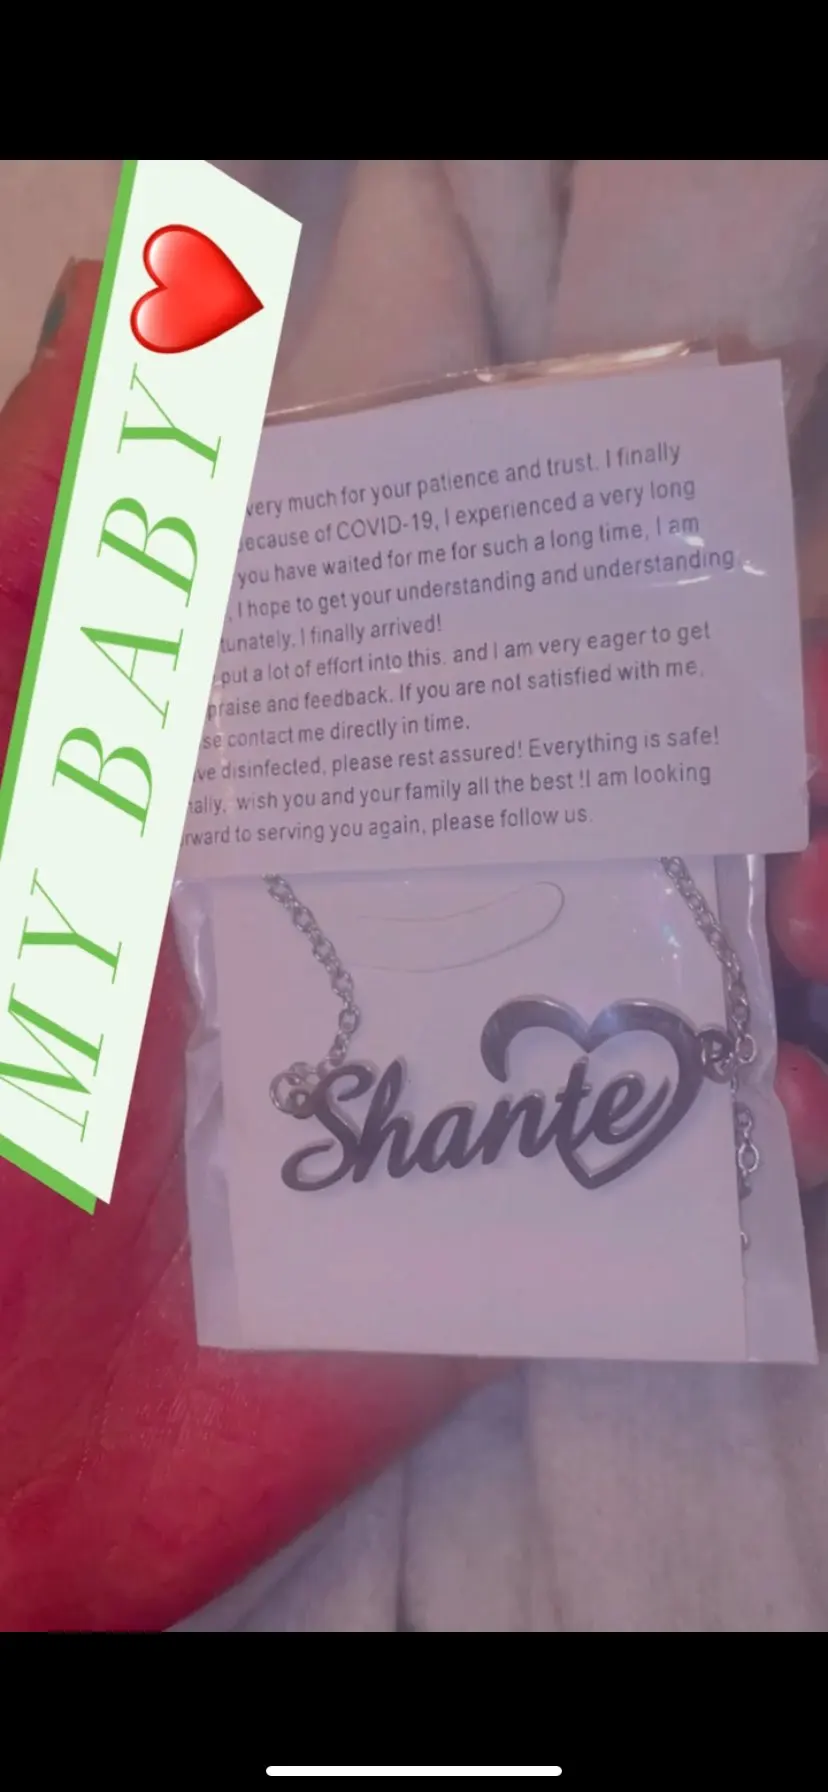 MY BABY
very much for your patience and trust. I finally
because of COVID-19, I experienced a very long
you have waited for me for such a long time, I am
. I hope to get your understanding and understanding
tunately, I finally arrived!
put a lot of effort into this, and I am very eager to get
praise and feedback. If you are not satisfied with me,
se contact me directly in time.
ve disinfected, please rest assured! Everything is safe!
ally, wish you and your family all the best !I am looking
rward to serving you again, please follow us.
Shante